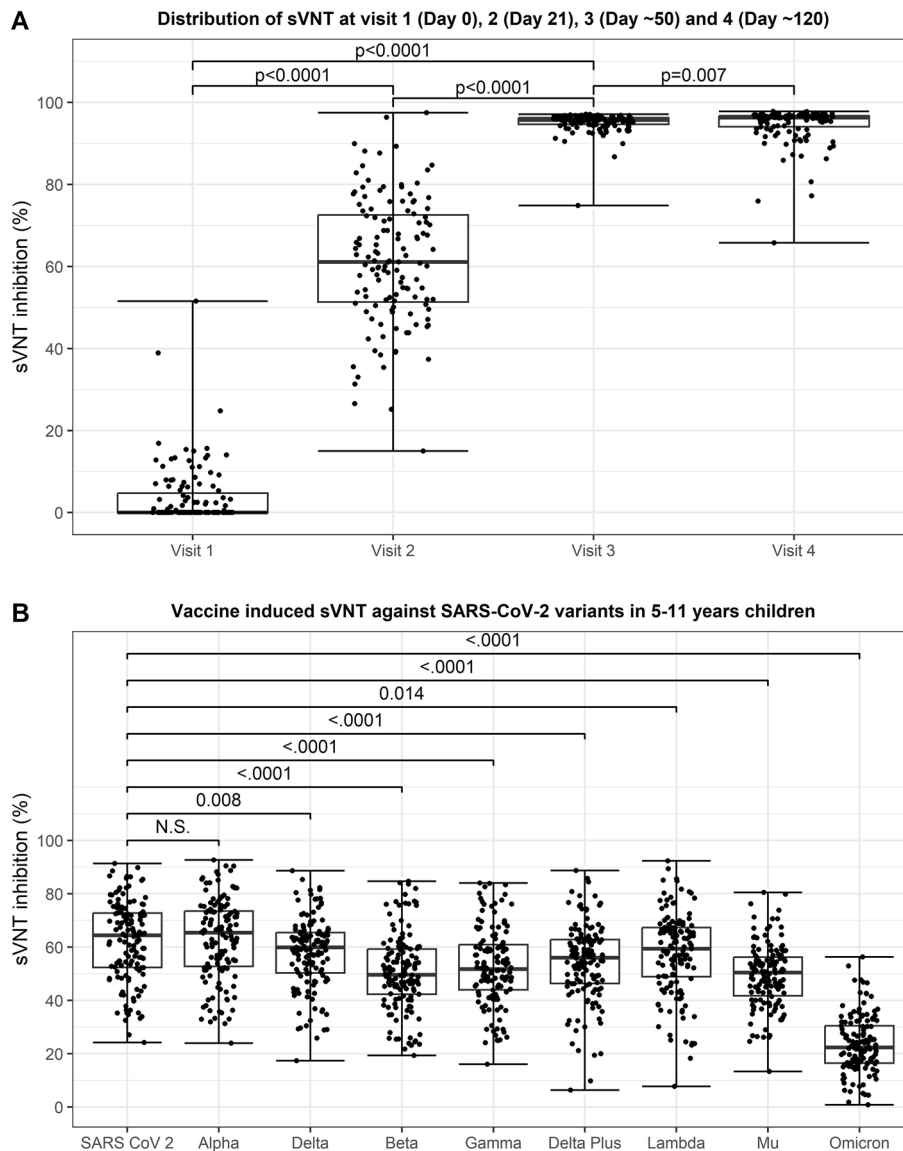 A
Distribution of sVNT at visit 1 (Day 0), 2 (Day 21), 3 (Day ~50) and 4 (Day ~120)
p<0.0001
p<0.0001
p=0.007
p<0.0001
100
80
60
40
20
0
sVNT inhibition (%)
Visit 1
Visit 2
Visit 3
Visit 4
B
Vaccine induced sVNT against SARS-CoV-2 variants in 5-11 years children
<.0001
<.0001
0.014
<.0001
<.0001
<.0001
0.008
N.S.
100
80
60
40
20
0
sVNT inhibition (%)
SARS CoV 2
Alpha
Delta
Beta
Gamma
Delta Plus
Lambda
Mu
Omicron